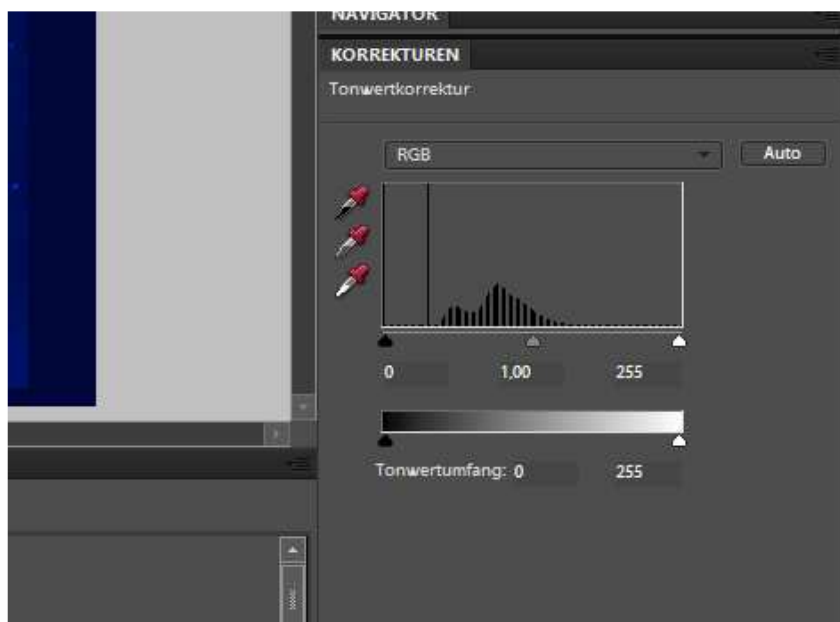 NAVIGATOR
KORREKTUREN
Tonwertkorrektur
RGB
Auto
0 1,00 255
Tonwertumfang: 0 255